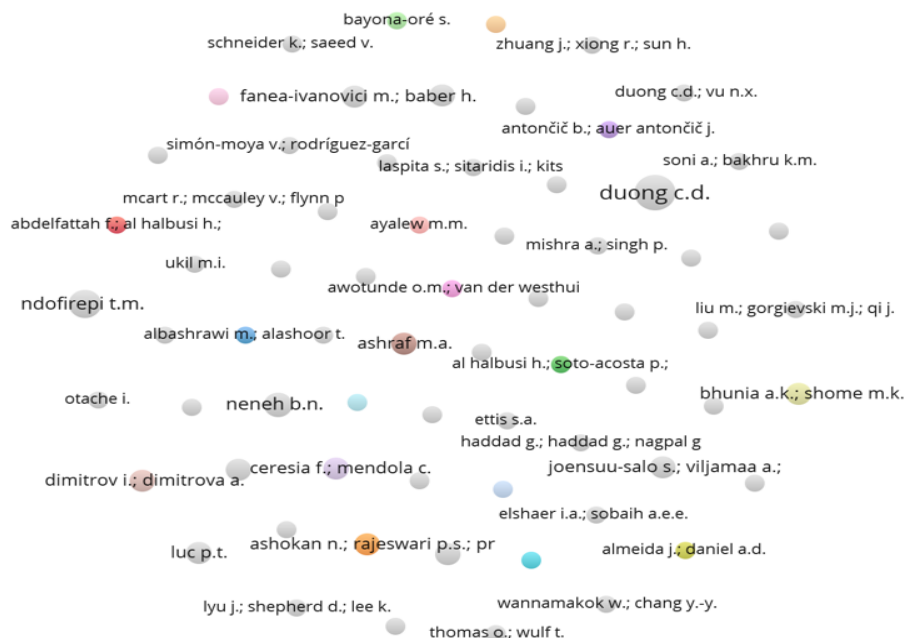 bayona-oré s.
schneider k.; saeed v.
zhuang j.; xiong r.; sun h.
fanea-ivanovici m.; baber h.
duong c.d.; vu n.x.
antončič b.; auer antončič j.
simón-moya v.; rodríguez-garcí
laspita s.; sitaridis i.; kits
soni a.; bakhru k.m.
duong c.d.
mcart r.; mccauley v.; flynn p
abdelfattah f.; al halbusi h.;
ayalew m.m.
mishra a.; singh p.
ukil m.i.
awotunde o.m.; van der westhui
ndofirepi t.m.
liu m.; gorgievski m.j.; qi j.
albashrawi m.; alashoor t.
ashraf m.a.
al halbusi h.; soto-acosta p.;
bhunia a.k.; shome m.k.
otache i.
neneh b.n.
ettis s.a.
haddad g.; haddad g.; nagpal g
ceresia f.; mendola c.
joensuu-salo s.; viljamaa a.;
dimitrov i.; dimitrova a.
elshaer i.a.; sobaih a.e.e.
ashokan n.; rajeswari p.s.; pr
luc p.t.
almeida j.; daniel a.d.
lyu j.; shepherd d.; lee k.
wannamakok w.; chang y.-y.
thomas o.; wulf t.